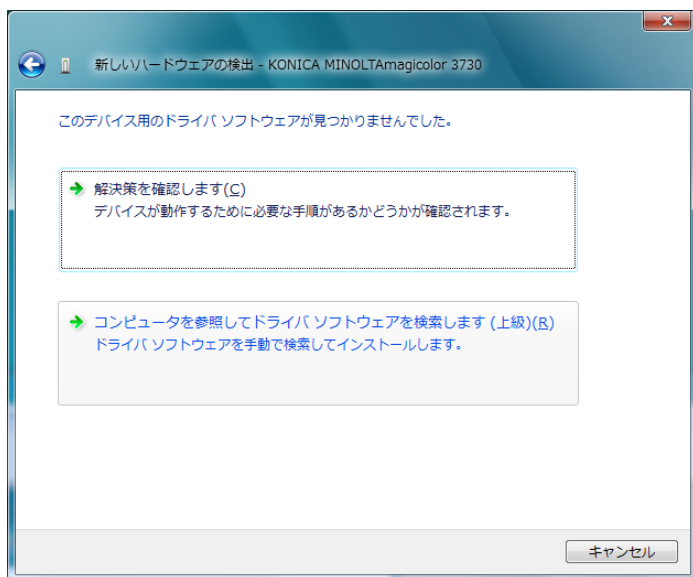 新しいハードウェアの検出 - KONICA MINOLTAmagicolor 3730
このデバイス用のドライバ ソフトウェアが見つかりませんでした。
解決策を確認します(C)
デバイスが動作するために必要な手順があるかどうかが確認されます。
コンピュータを参照してドライバ ソフトウェアを検索します (上級)(R)
ドライバ ソフトウェアを手動で検索してインストールします。
キャンセル